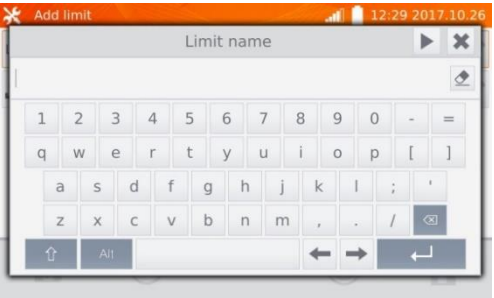 Add limit 12:29 2017.10.26
Limit name
1 2 3 4 5 6 7 8 9 0 - =
q w e r t y u i o p [ ]
a s d f g h j k l ; '
z x c v b n m , . /
Alt